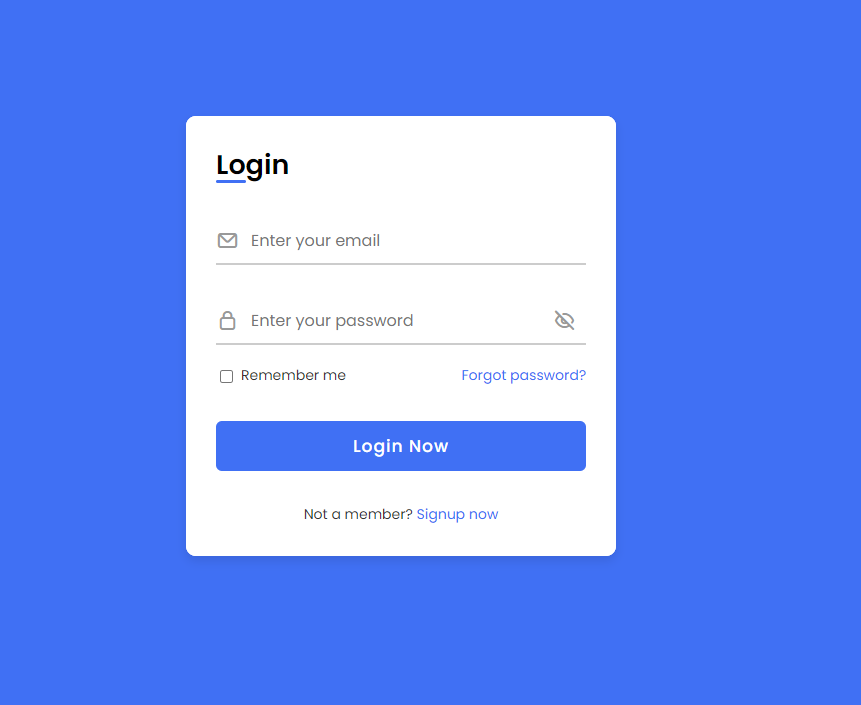 Login
Enter your email
Enter your password
Remember me Forgot password?
Login Now
Not a member? Signup now